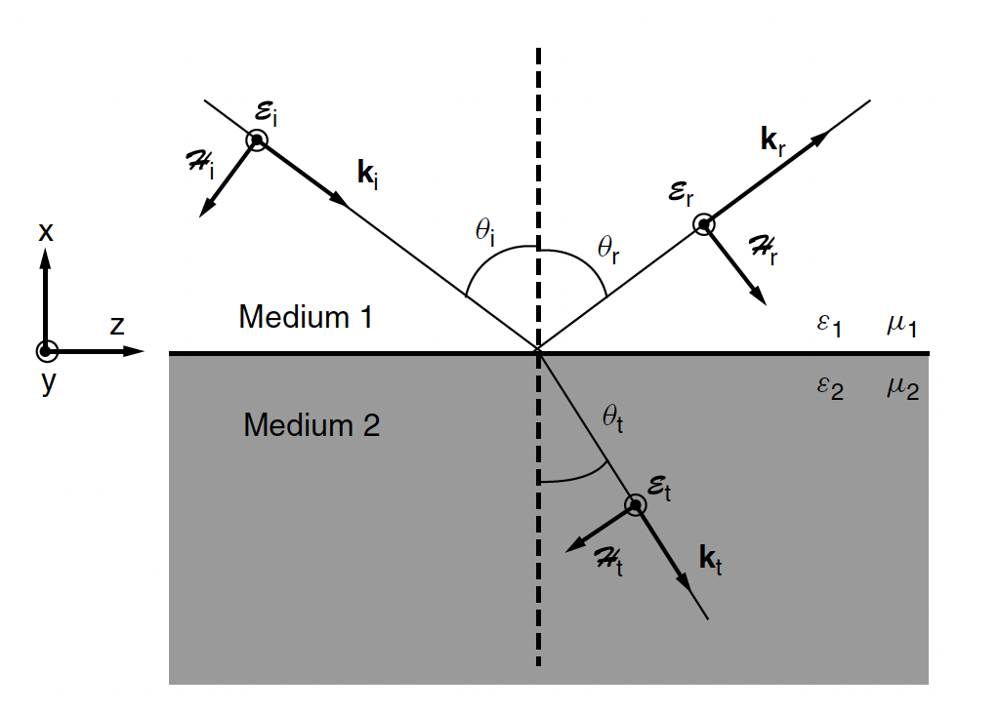 ℰi
ℋi
ki
kr
ℰr
ℋr
θi
θr
x
z
y
Medium 1
ε1 μ1
ε2 μ2
Medium 2
θt
ℰt
ℋt
kt